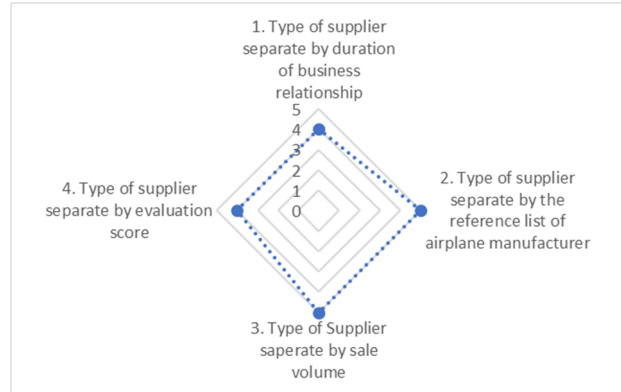 1. Type of supplier
separate by duration
of business
relationship
5
4
3
2
1
0
2. Type of supplier
separate by the
reference list of
airplane manufacturer
4. Type of supplier
separate by evaluation
score
3. Type of Supplier
saperate by sale
volume